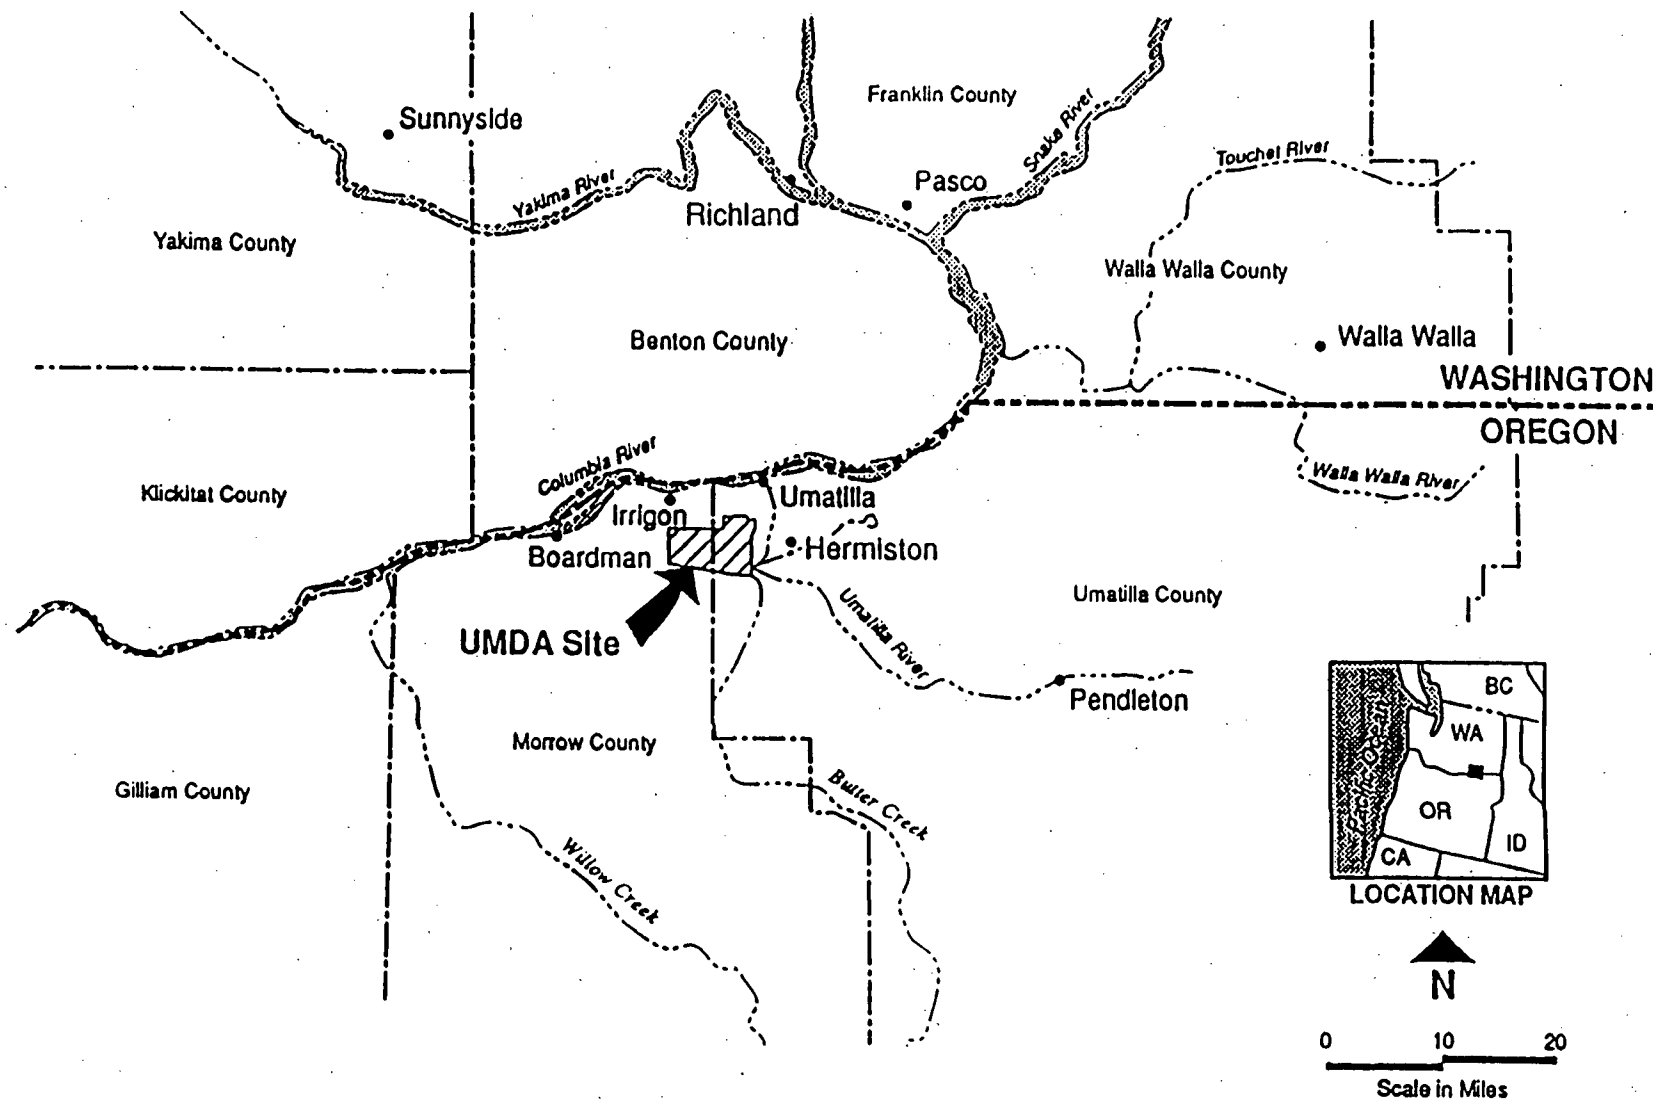 Franklin County
Sunnyside
Snake River
Touchet River
Pasco
Yakima River
Richland
Yakima County
Walla Walla County
Benton County
Walla Walla
WASHINGTON
OREGON
Columbia River
Walla Walla River
Klickitat County
Umatilla
Irrigon
Boardman
Hermiston
Umatilla County
Umatilla River
UMDA Site
Pendleton
BC
Morrow County
WA
Pacific Ocean
Gilliam County
Butter Creek
OR
ID
CA
Willow Creek
LOCATION MAP
N
0 10 20
Scale in Miles